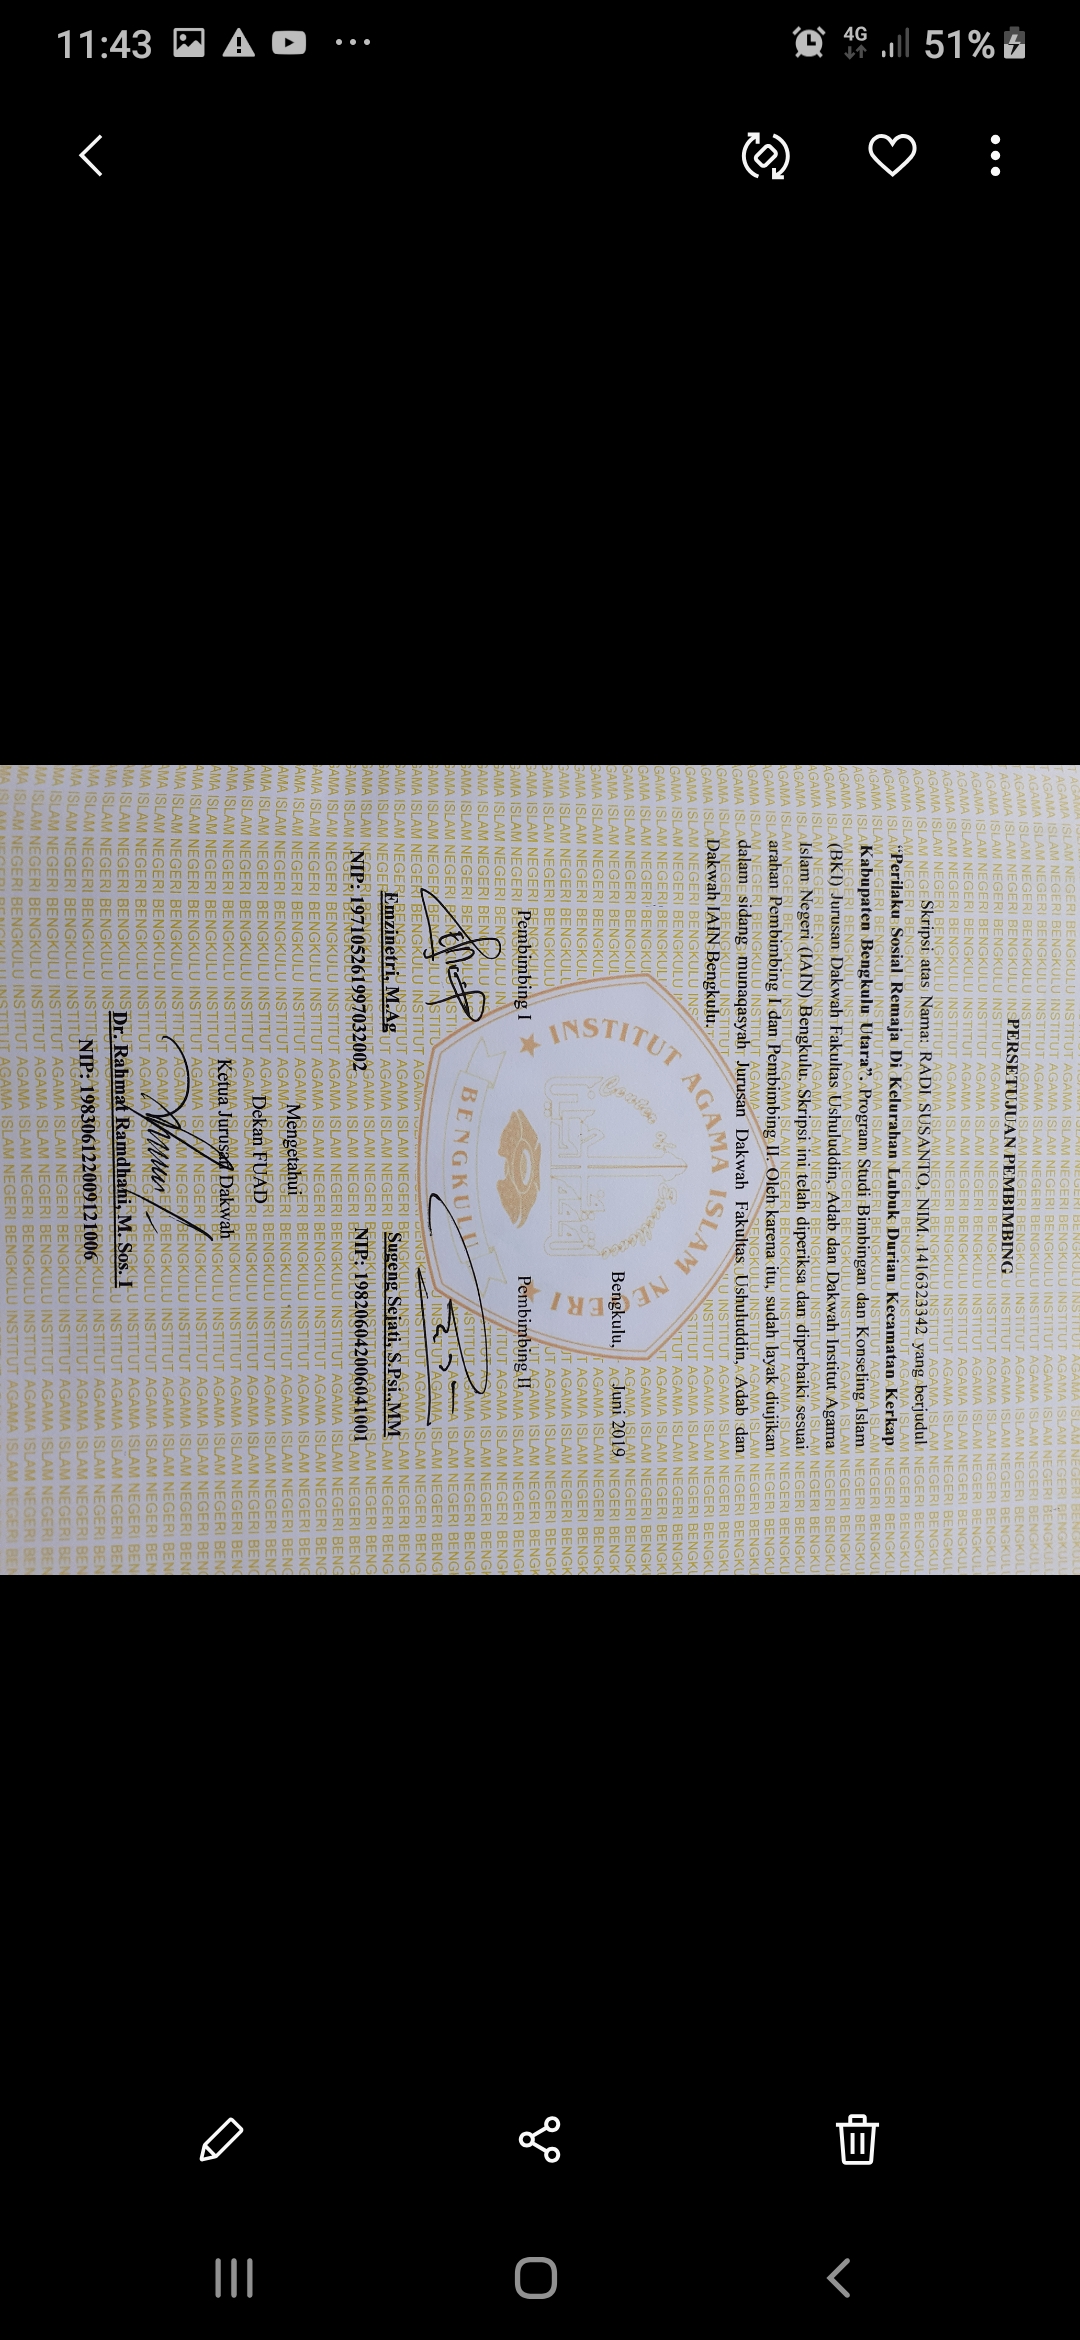 11:43
4G
51%
PERSETUJUAN PEMBIMBING
Skripsi atas Nama: RADI SUSANTO, NIM. 1416323342 yang berjudul
"Perilaku Sosial Remaja Di Kelurahan Lubuk Durian Kecamatan Kerkap
Kabupaten Bengkulu Utara". Program Studi Bimbingan dan Konseling Islam
(BKI) Jurusan Dakwah Fakultas Ushuluddin, Adab dan Dakwah Institut Agama
Islam Negeri (IAIN) Bengkulu. Skripsi ini telah diperiksa dan diperbaiki sesuai
arahan Pembimbing I dan Pembimbing II. Oleh karena itu, sudah layak diujikan
dalam sidang munaqasyah Jurusan Dakwah Fakultas Ushuluddin, Adab dan
Dakwah IAIN Bengkulu.
Bengkulu, Juni 2019
Pembimbing I Pembimbing II
Emzinetri, M.Ag Sugeng Sejati, S.Psi.,MM
NIP: 197105261997032002 NIP: 198206042006041001
Mengetahui
Dekan FUAD
Ketua Jurusan Dakwah
Dr. Rahmat Ramdhani, M. Sos. I
NIP: 198306122009121006
INSTITUT AGAMA ISLAM NEGERI
BENGKULU